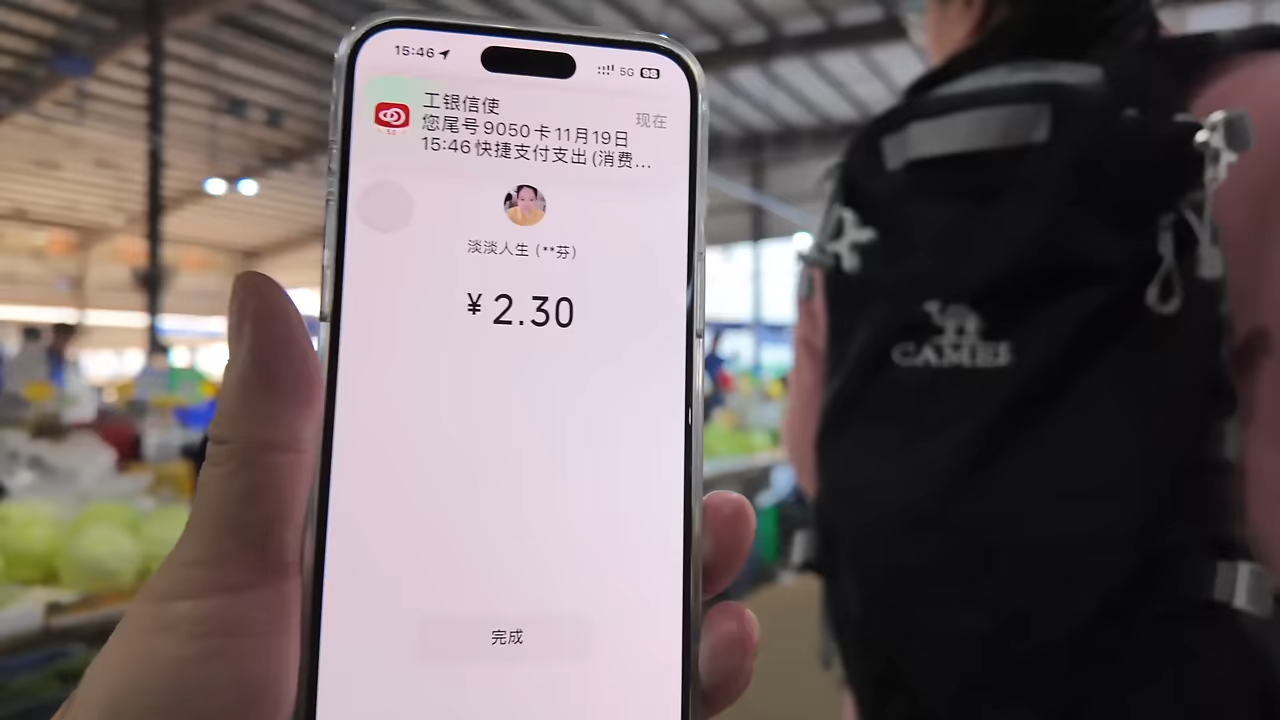 15:46
5G 98
工银信使
现在
您尾号9050卡11月19日
15:46快捷支付支出(消费...
淡淡人生 (**芬)
¥2.30
完成
CAMEL